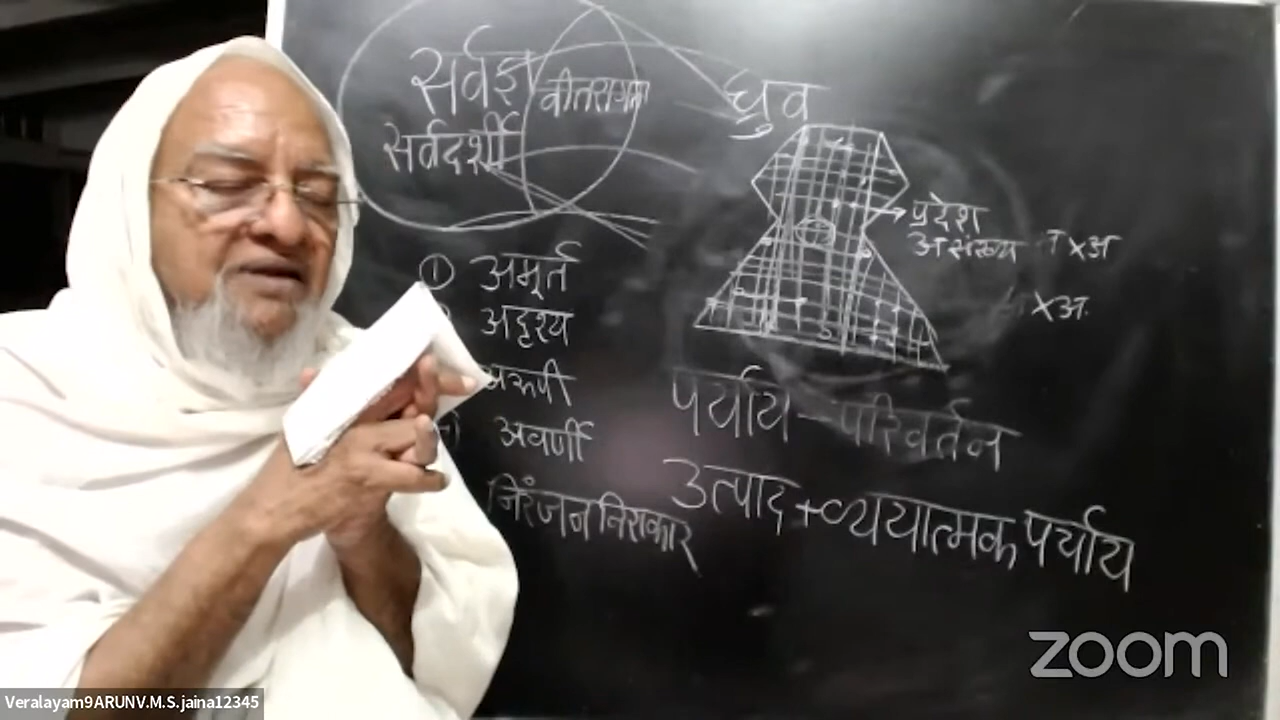 सर्वज्ञ वीतरागता
सर्वदर्शी
ध्रुव
प्रदेश
असंख्य
×अ
×अ.
① अमूर्त
अदृश्य
अरूपी
अवर्णी
निरंजन निराकार
पर्याय - परिवर्तन
उत्पाद + व्ययात्मक पर्याय
zoom
Veralayam9ARUNV.M.S.jaina12345